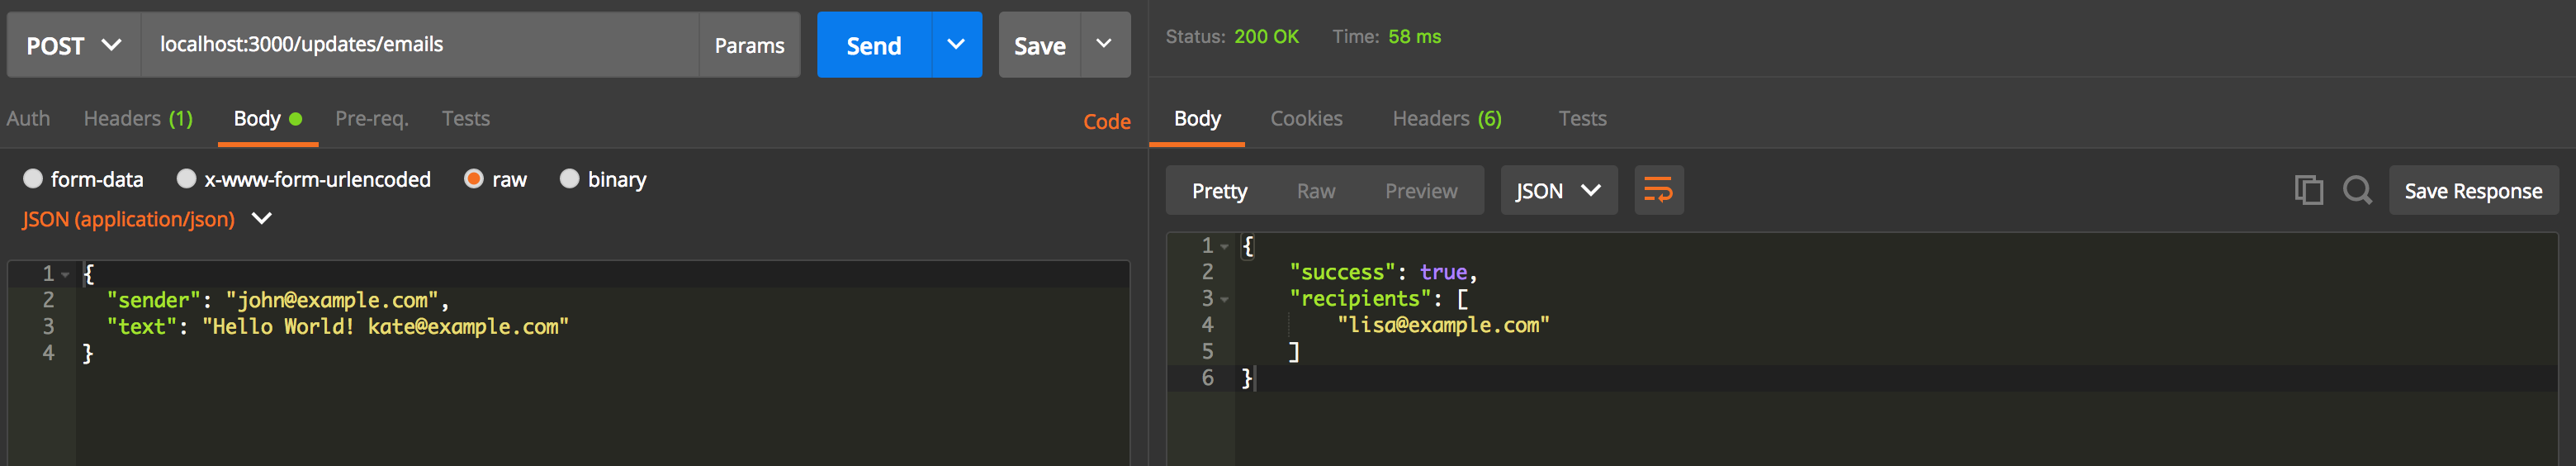 POST localhost:3000/updates/emails Params Send Save
Auth Headers (1) Body Pre-req. Tests Code
form-data x-www-form-urlencoded raw binary
JSON (application/json)
1 {
2 "sender": "john@example.com",
3 "text": "Hello World! kate@example.com"
4 }
Status: 200 OK Time: 58 ms
Body Cookies Headers (6) Tests
Pretty Raw Preview JSON Save Response
1 {
2 "success": true,
3 "recipients": [
4 "lisa@example.com"
5 ]
6 }